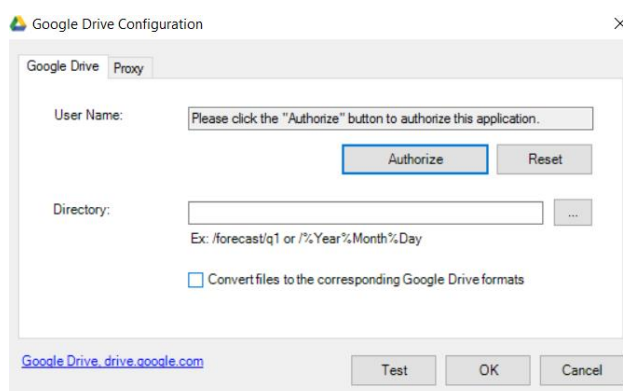 Google Drive Configuration
Google Drive Proxy
User Name: Please click the "Authorize" button to authorize this application.
Authorize Reset
Directory: ...
Ex: /forecast/q1 or /%Year%Month%Day
Convert files to the corresponding Google Drive formats
Google Drive, drive.google.com Test OK Cancel